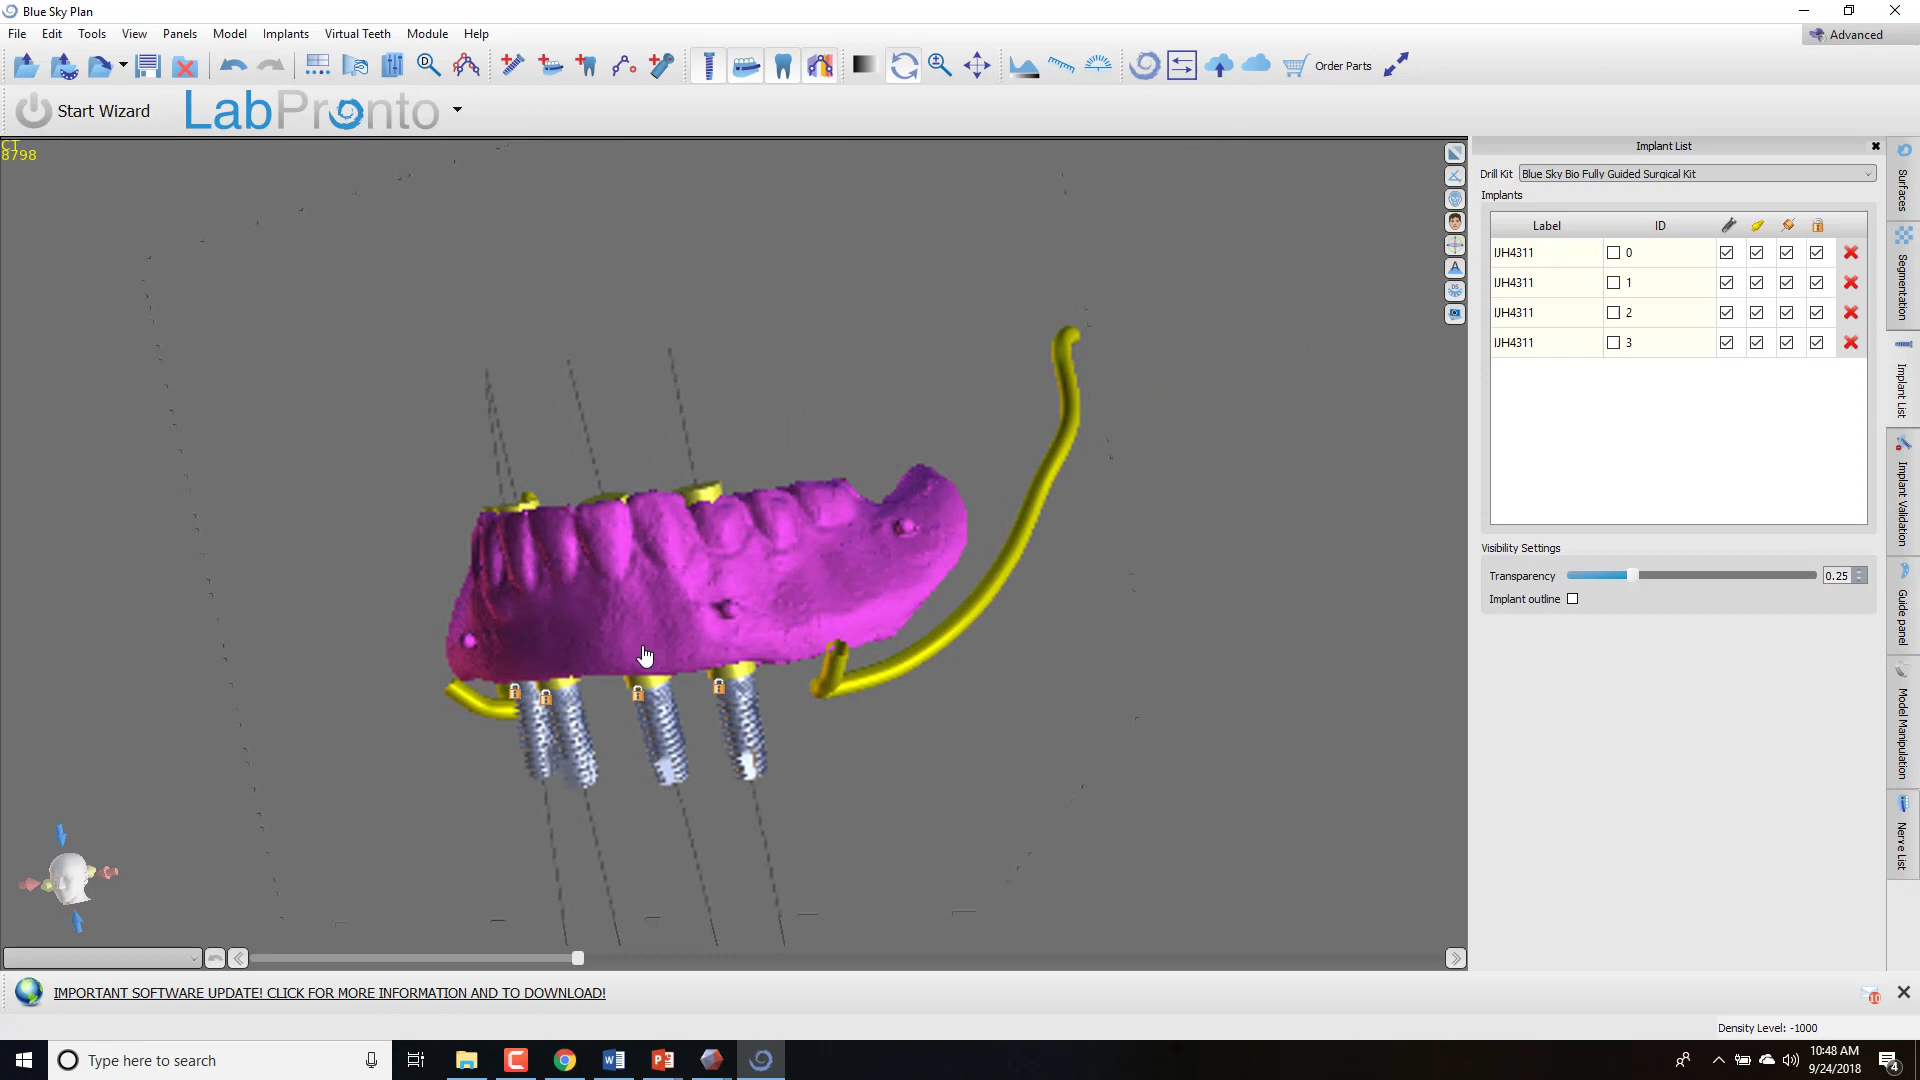 Blue Sky Plan
File Edit Tools View Panels Model Implants Virtual Teeth Module Help
Advanced
D
Order Parts
Start Wizard
LabPronto
CT
8798
Implant List
Drill Kit Blue Sky Bio Fully Guided Surgical Kit
Implants
Label ID
IJH4311 0
IJH4311 1
IJH4311 2
IJH4311 3
Visibility Settings
Transparency 0.25
Implant outline
Surfaces
Segmentation
Implant List
Implant Validation
Guide panel
Model Manipulation
Nerve List
DS
IMPORTANT SOFTWARE UPDATE! CLICK FOR MORE INFORMATION AND TO DOWNLOAD!
10
Density Level: -1000
Type here to search
10:48 AM
9/24/2018
4